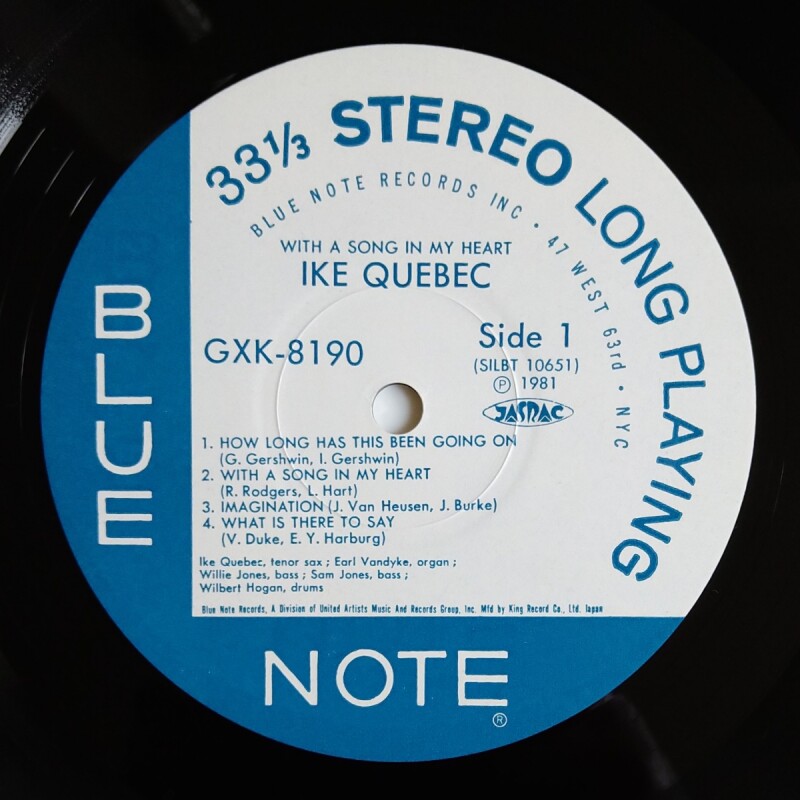 33⅓ STEREO LONG PLAYING
BLUE NOTE RECORDS INC • 47 WEST 63rd • NYC
WITH A SONG IN MY HEART
IKE QUEBEC
GXK-8190
Side 1
(SILBT 10651)
Ⓟ 1981
JASRAC
1. HOW LONG HAS THIS BEEN GOING ON
(G. Gershwin, I. Gershwin)
2. WITH A SONG IN MY HEART
(R. Rodgers, L. Hart)
3. IMAGINATION (J. Van Heusen, J. Burke)
4. WHAT IS THERE TO SAY
(V. Duke, E. Y. Harburg)
Ike Quebec, tenor sax ; Earl Vandyke, organ ;
Willie Jones, bass ; Sam Jones, bass ;
Wilbert Hogan, drums
Blue Note Records, A Division of United Artists Music And Records Group, Inc. Mfd by King Record Co., Ltd. Japan
BLUE
NOTE
®